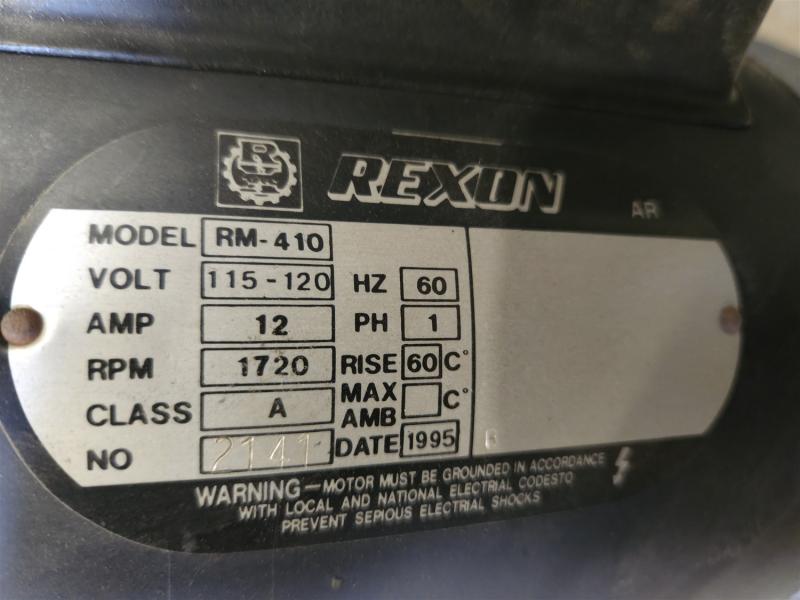 REXON
AR
MODEL RM-410
VOLT 115-120 HZ 60
AMP 12 PH 1
RPM 1720 RISE 60 C°
CLASS A MAX AMB C°
NO 2141 DATE 1995 R
WARNING—MOTOR MUST BE GROUNDED IN ACCORDANCE
WITH LOCAL AND NATIONAL ELECTRIAL CODESTO
PREVENT SEPIOUS ELECTRIAL SHOCKS